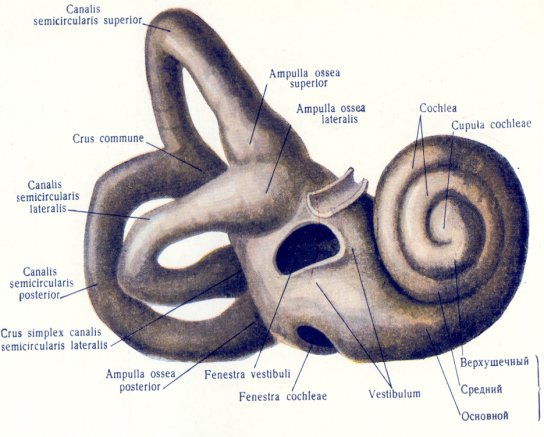 Canalis
semicircularis superior
Ampulla ossea
superior
Ampulla ossea
lateralis
Cochlea
Cupula cochleae
Crus commune
Canalis
semicircularis
lateralis
Canalis
semicircularis
posterior
Crus simplex canalis
semicircularis lateralis
Ampulla ossea
posterior
Fenestra vestibuli
Fenestra cochleae
Vestibulum
Верхушечный
Средний
Основной